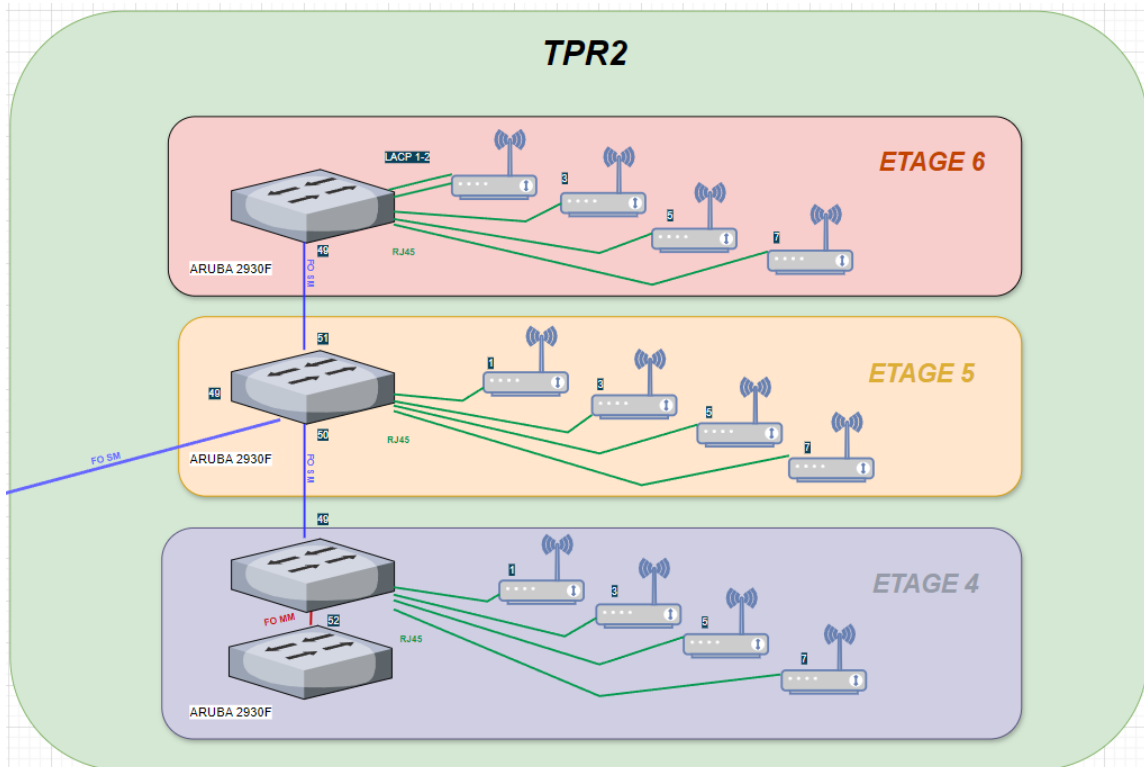 TPR2
ETAGE 6
LACP 1-2
3
5
7
RJ45
49
ARUBA 2930F
FO SM
51
ETAGE 5
1
3
5
7
49
50
RJ45
ARUBA 2930F
FO SM
FO SM
49
ETAGE 4
1
3
5
7
FO MM
52
RJ45
ARUBA 2930F